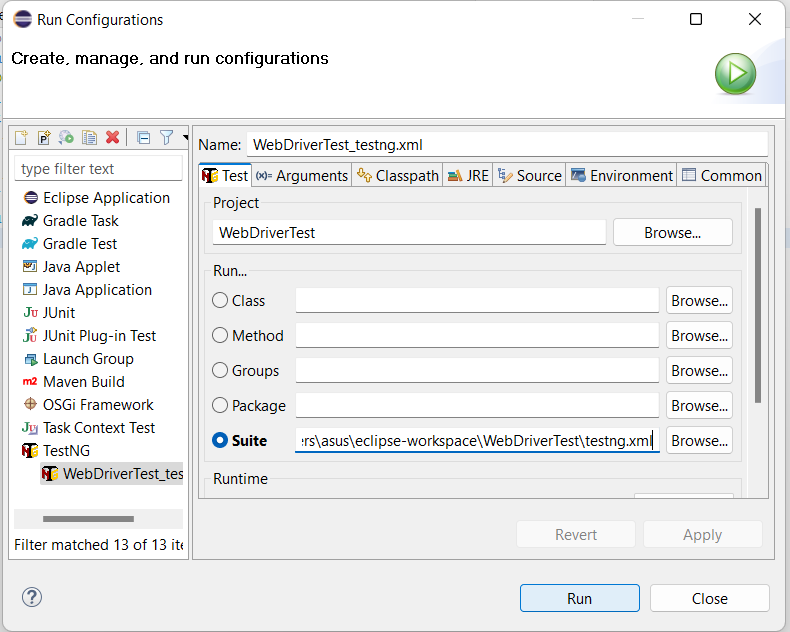 Run Configurations
Create, manage, and run configurations
type filter text
Eclipse Application
Gradle Task
Gradle Test
Java Applet
Java Application
JUnit
JUnit Plug-in Test
Launch Group
Maven Build
OSGi Framework
Task Context Test
TestNG
WebDriverTest_tes
Filter matched 13 of 13 ite
Name: WebDriverTest_testng.xml
Test (x)= Arguments Classpath JRE Source Environment Common
Project
WebDriverTest Browse...
Run...
Class Browse...
Method Browse...
Groups Browse...
Package Browse...
Suite ers\asus\eclipse-workspace\WebDriverTest\testng.xml Browse...
Runtime
Revert Apply
Run Close